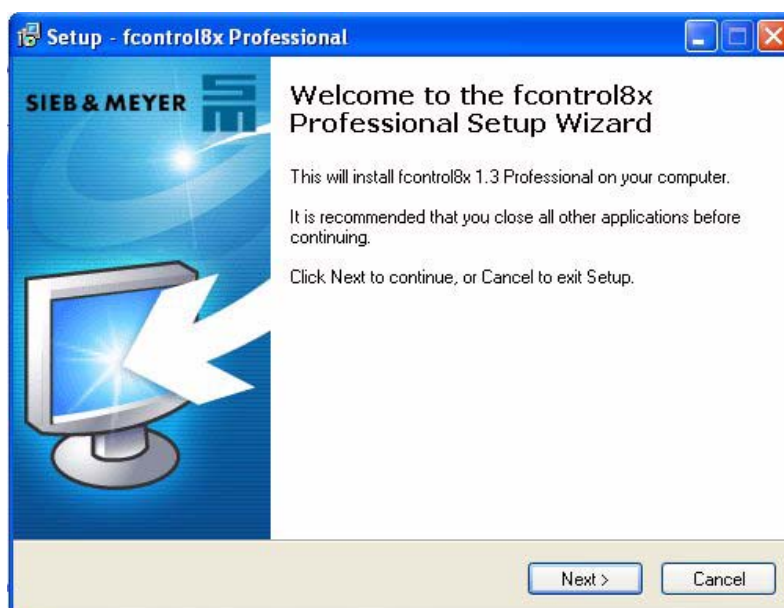 Setup - fcontrol8x Professional
SIEB & MEYER
Welcome to the fcontrol8x
Professional Setup Wizard
This will install fcontrol8x 1.3 Professional on your computer.
It is recommended that you close all other applications before
continuing.
Click Next to continue, or Cancel to exit Setup.
Next >
Cancel